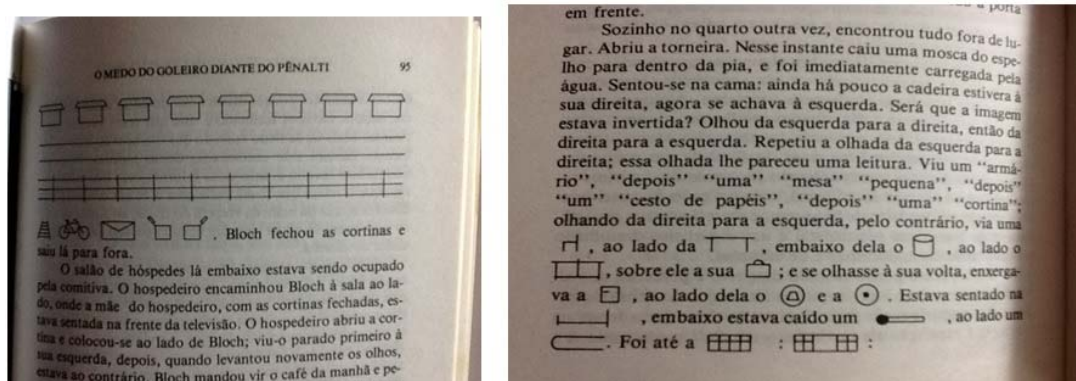 O MEDO DO GOLEIRO DIANTE DO PÊNALTI 95
. Bloch fechou as cortinas e
saiu lá para fora.
O salão de hóspedes lá embaixo estava sendo ocupado
pela comitiva. O hospedeiro encaminhou Bloch à sala ao la-
do, onde a mãe do hospedeiro, com as cortinas fechadas, es-
tava sentada na frente da televisão. O hospedeiro abriu a cor-
tina e colocou-se ao lado de Bloch; viu-o parado primeiro à
sua esquerda, depois, quando levantou novamente os olhos,
estava ao contrário. Bloch mandou vir o café da manhã e pe-
a porta
em frente.
Sozinho no quarto outra vez, encontrou tudo fora de lu-
gar. Abriu a torneira. Nesse instante caiu uma mosca do espe-
lho para dentro da pia, e foi imediatamente carregada pela
água. Sentou-se na cama: ainda há pouco a cadeira estivera à
sua direita, agora se achava à esquerda. Será que a imagem
estava invertida? Olhou da esquerda para a direita, então da
direita para a esquerda. Repetiu a olhada da esquerda para a
direita; essa olhada lhe pareceu uma leitura. Viu um “armá-
rio”, “depois” “uma” “mesa” “pequena”, “depois”
“um” “cesto de papéis”, “depois” “uma” “cortina”;
olhando da direita para a esquerda, pelo contrário, via uma
, ao lado da , embaixo dela o , ao lado o
, sobre ele a sua ; e se olhasse à sua volta, enxerga-
va a , ao lado dela o e a . Estava sentado na
, embaixo estava caído um , ao lado um
. Foi até a : :